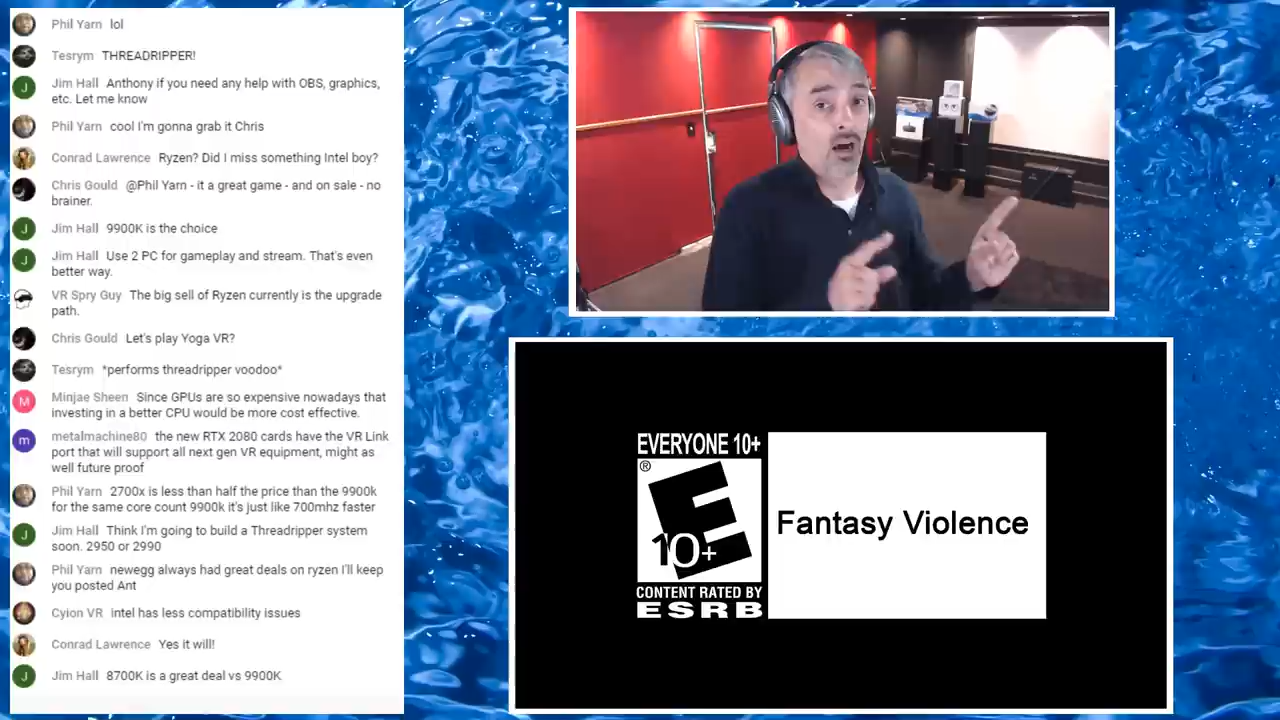 Phil Yarn lol
Tesrym THREADRIPPER!
J Jim Hall Anthony if you need any help with OBS, graphics,
etc. Let me know
Phil Yarn cool I'm gonna grab it Chris
Conrad Lawrence Ryzen? Did I miss something Intel boy?
Chris Gould @Phil Yarn - it a great game - and on sale - no
brainer.
J Jim Hall 9900K is the choice
J Jim Hall Use 2 PC for gameplay and stream. That's even
better way.
VR Spry Guy The big sell of Ryzen currently is the upgrade
path.
Chris Gould Let's play Yoga VR?
Tesrym *performs threadripper voodoo*
M Minjae Sheen Since GPUs are so expensive nowadays that
investing in a better CPU would be more cost effective.
m metalmachine80 the new RTX 2080 cards have the VR Link
port that will support all next gen VR equipment, might as
well future proof
Phil Yarn 2700x is less than half the price than the 9900k
for the same core count 9900k it's just like 700mhz faster
J Jim Hall Think I'm going to build a Threadripper system
soon. 2950 or 2990
Phil Yarn newegg always had great deals on ryzen I'll keep
you posted Ant
Cyion VR intel has less compatibility issues
Conrad Lawrence Yes it will!
J Jim Hall 8700K is a great deal vs 9900K
EVERYONE 10+
®
E
10+
CONTENT RATED BY
ESRB
Fantasy Violence